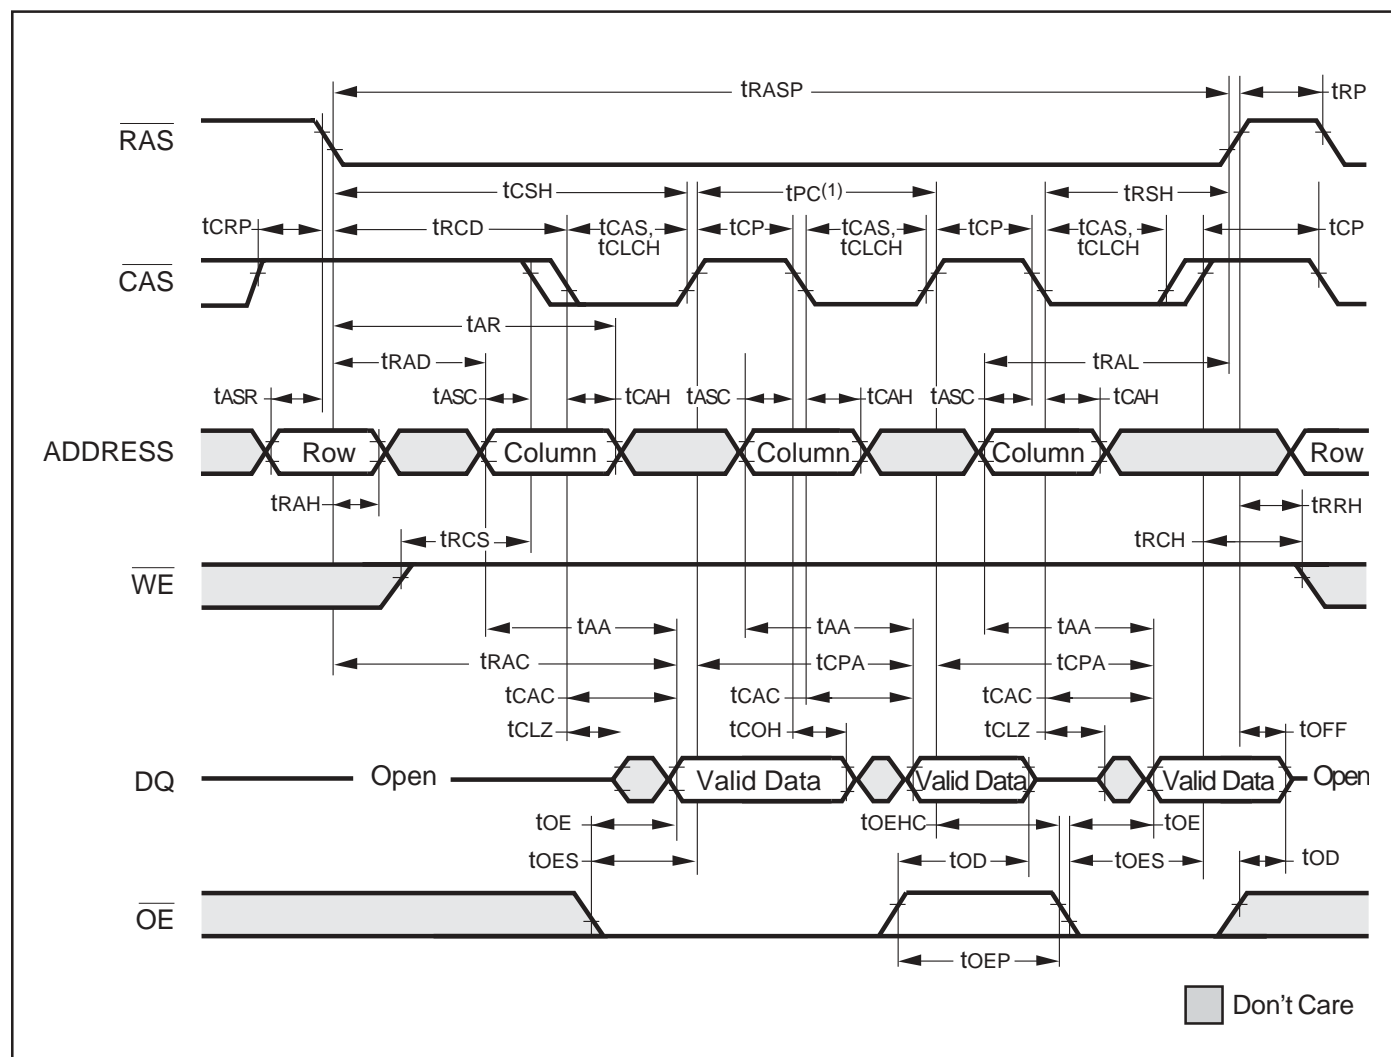 tRASP tRP
RAS
tCSH tPC(1) tRSH
tCRP tRCD tCAS, tCLCH tCP tCAS, tCLCH tCP tCAS, tCLCH tCP
CAS
tAR
tRAD tRAL
tASR tASC tCAH tASC tCAH tASC tCAH
ADDRESS Row Column Column Column Row
tRAH tRRH
tRCS tRCH
WE
tAA tAA tAA
tRAC tCPA tCPA
tCAC tCAC tCAC
tCLZ tCOH tCLZ tOFF
DQ Open Valid Data Valid Data Valid Data Open
tOE tOEHC tOE
tOES tOD tOES tOD
OE
tOEP
Don't Care